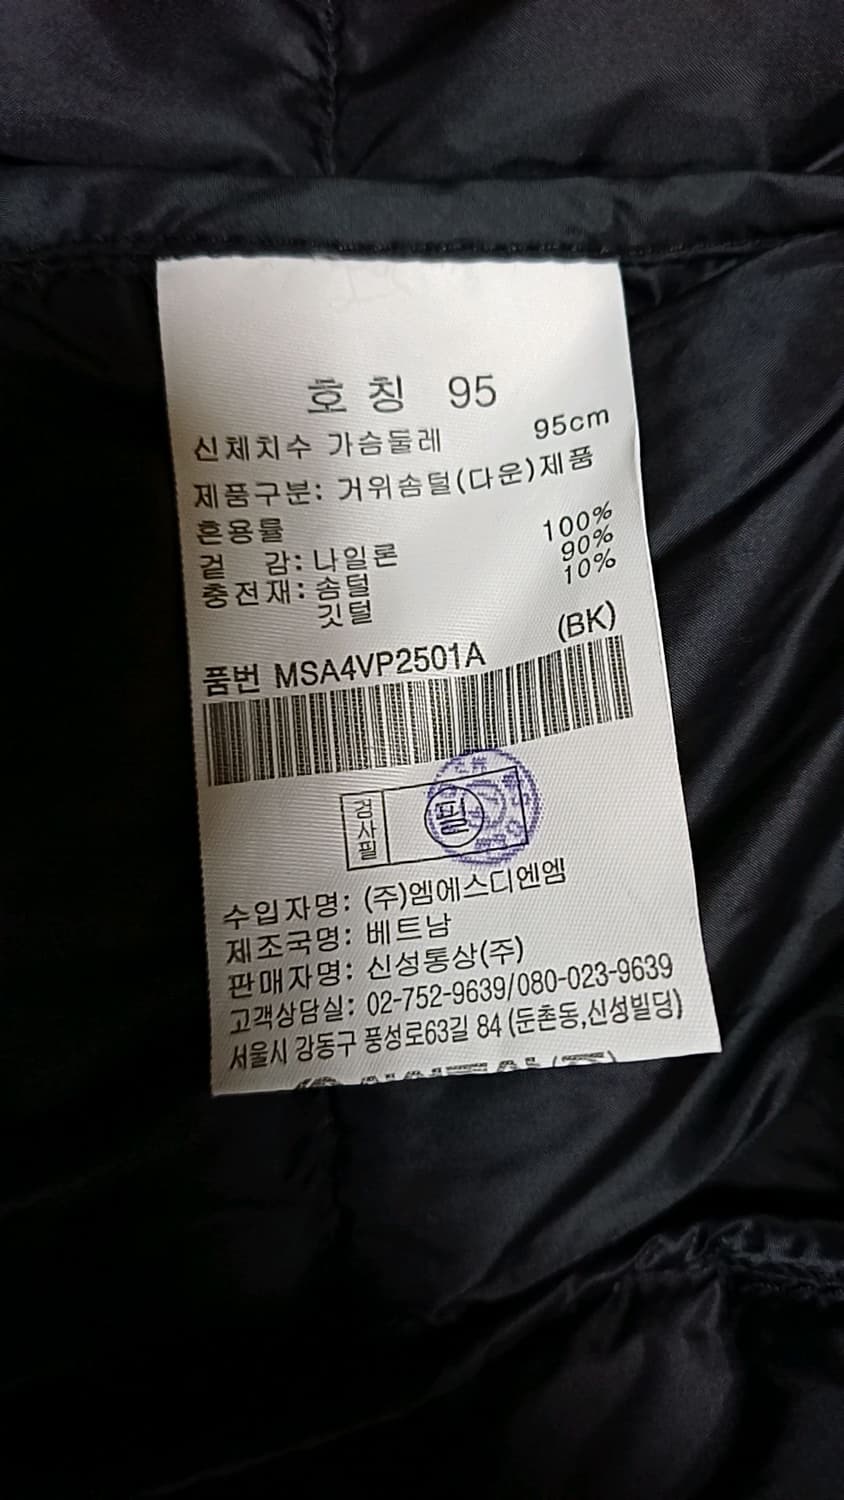 호칭 95
신체치수 가슴둘레 95cm
제품구분: 거위솜털(다운)제품
혼용률
겉 감: 나일론 100%
충전재: 솜털 90%
깃털 10%
품번 MSA4VP2501A (BK)
검사필 필
수입자명: (주)엠에스디엔엠
제조국명: 베트남
판매자명: 신성통상(주)
고객상담실: 02-752-9639/080-023-9639
서울시 강동구 풍성로63길 84 (둔촌동,신성빌딩)